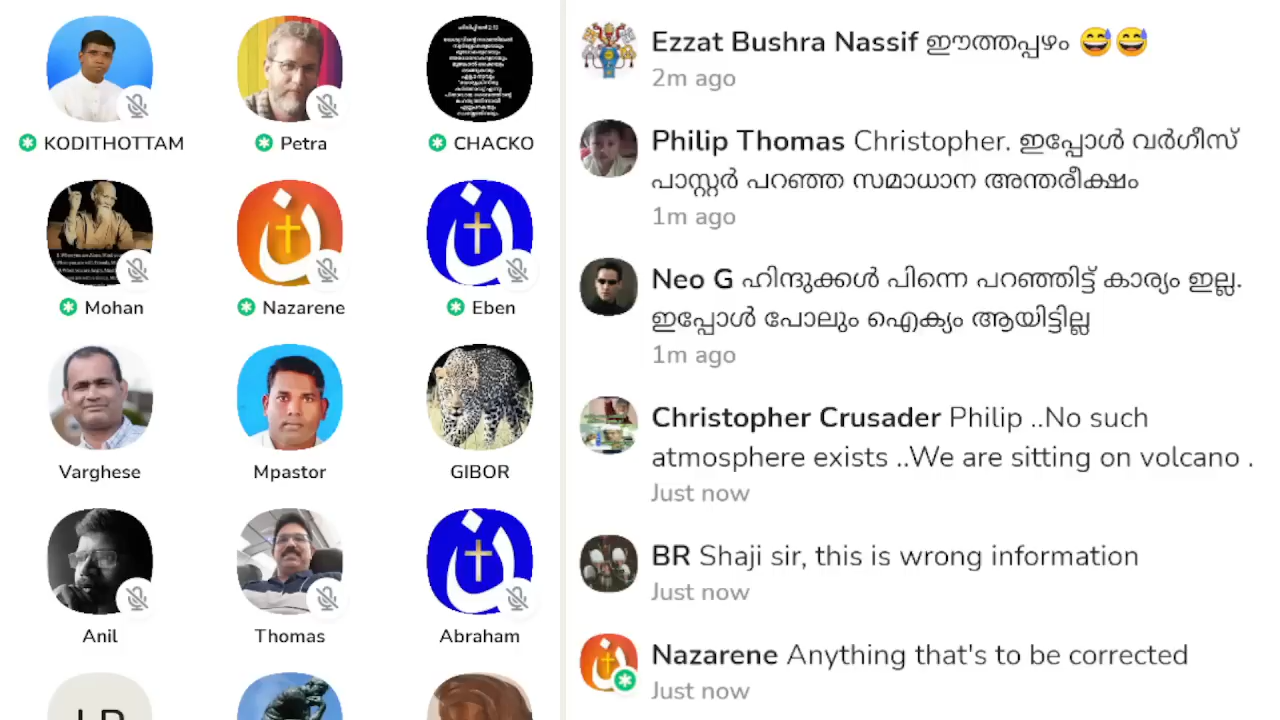 KODITHOTTAM
Petra
CHACKO
Mohan
Nazarene
Eben
Varghese
Mpastor
GIBOR
Anil
Thomas
Abraham
Ezzat Bushra Nassif ഈത്തപ്പഴം 😅😅
2m ago
Philip Thomas Christopher. ഇപ്പോൾ വർഗീസ്
പാസ്റ്റർ പറഞ്ഞ സമാധാന അന്തരീക്ഷം
1m ago
Neo G ഹിന്ദുക്കൾ പിന്നെ പറഞ്ഞിട്ട് കാര്യം ഇല്ല.
ഇപ്പോൾ പോലും ഐക്യം ആയിട്ടില്ല
1m ago
Christopher Crusader Philip ..No such
atmosphere exists ..We are sitting on volcano .
Just now
BR Shaji sir, this is wrong information
Just now
Nazarene Anything that's to be corrected
Just now